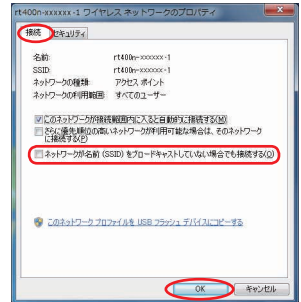 rt400n-xxxxxx-1 ワイヤレス ネットワークのプロパティ
接続 セキュリティ
名前: rt400n-xxxxxx-1
SSID: rt400n-xxxxxx-1
ネットワークの種類: アクセス ポイント
ネットワークの利用範囲: すべてのユーザー
このネットワークが接続範囲内に入ると自動的に接続する(M)
さらに優先順位の高いネットワークが利用可能な場合は、そのネットワーク
に接続する(P)
ネットワークが名前 (SSID) をブロードキャストしていない場合でも接続する(O)
このネットワーク プロファイルを USB フラッシュ デバイスにコピーする
OK キャンセル